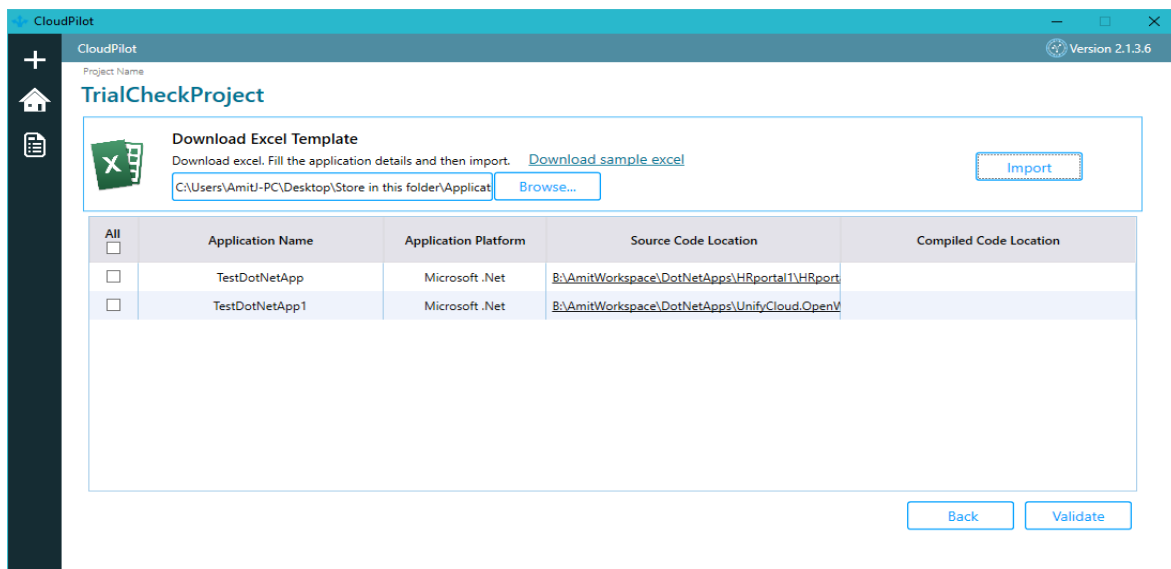 CloudPilot
CloudPilot
Version 2.1.3.6
Project Name
TrialCheckProject
Download Excel Template
Download excel. Fill the application details and then import. Download sample excel
Import
C:\Users\AmitJ-PC\Desktop\Store in this folder\Applicat
Browse...
All Application Name Application Platform Source Code Location Compiled Code Location
TestDotNetApp Microsoft .Net B:\AmitWorkspace\DotNetApps\HRportal1\HRport
TestDotNetApp1 Microsoft .Net B:\AmitWorkspace\DotNetApps\UnifyCloud.OpenW
Back Validate